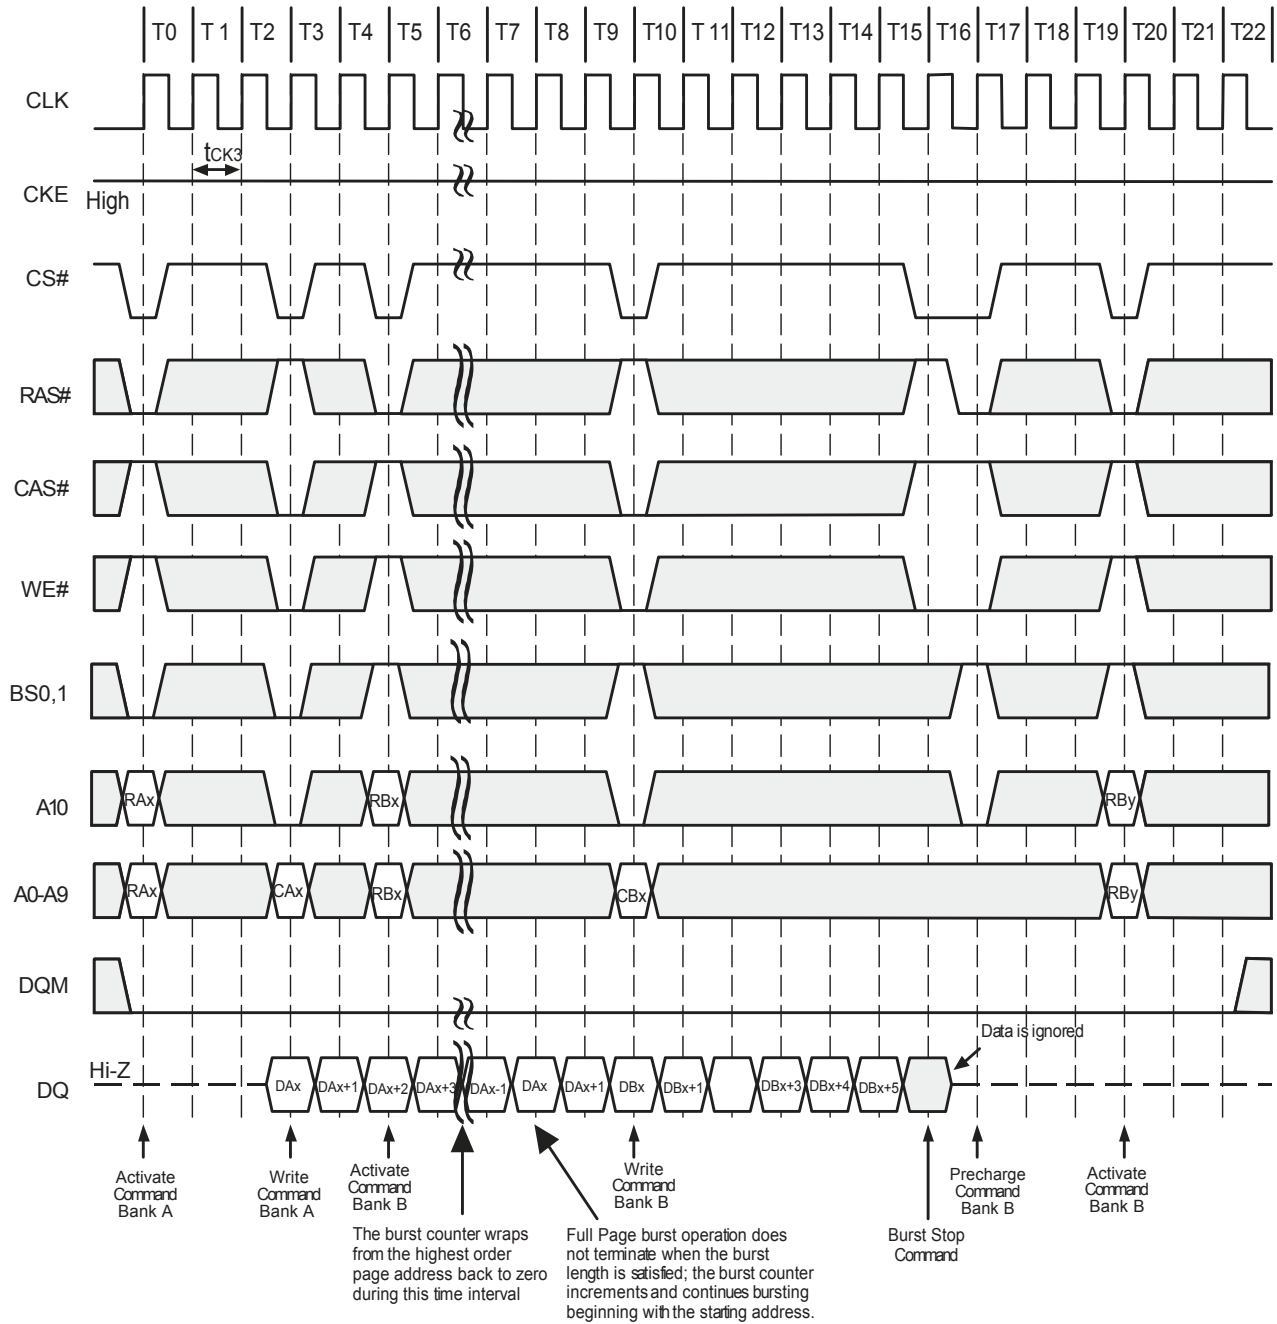 T0 T 1 T2 T3 T4 T5 T6 T7 T8 T9 T10 T 11 T12 T13 T14 T15 T16 T17 T18 T19 T20 T21 T22
CLK
tCK3
CKE High
CS#
RAS#
CAS#
WE#
BS0,1
A10 RAx RBx RBy
A0-A9 RAx CAx RBx CBx RBy
DQM
Data is ignored
Hi-Z
DQ DAx DAx+1 DAx+2 DAx+3 DAx-1 DAx DAx+1 DBx DBx+1 DBx+3 DBx+4 DBx+5
Activate
Command
Bank A
Write
Command
Bank A
Activate
Command
Bank B
The burst counter wraps
from the highest order
page address back to zero
during this time interval
Full Page burst operation does
not terminate when the burst
length is satisfied; the burst counter
increments and continues bursting
beginning with the starting address.
Write
Command
Bank B
Burst Stop
Command
Precharge
Command
Bank B
Activate
Command
Bank B